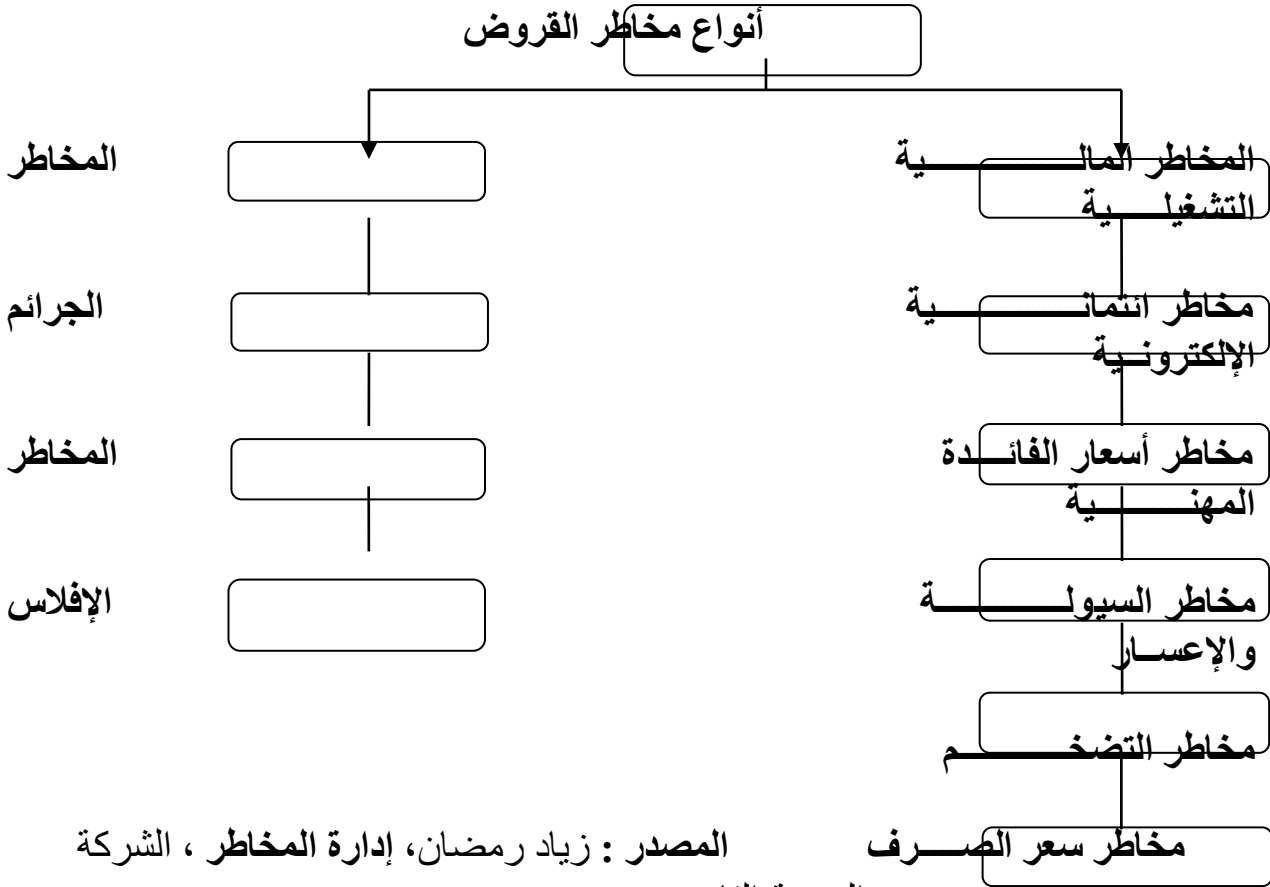 أنواع مخاطر القروض
المخاطر المالية المخاطر
التشغيلية
مخاطر ائتمانية الجرائم
الإلكترونية
مخاطر أسعار الفائدة المخاطر
المهنية
مخاطر السيولة الإفلاس
والإعسار
مخاطر التضخم
مخاطر سعر الصرف المصدر : زياد رمضان، إدارة المخاطر ، الشركة